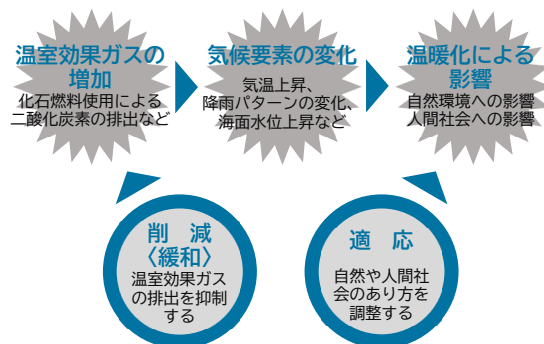 温室効果ガスの
増加
化石燃料使用による
二酸化炭素の排出など
気候要素の変化
気温上昇、
降雨パターンの変化、
海面水位上昇など
温暖化による
影響
自然環境への影響
人間社会への影響
削　減
〈緩和〉
温室効果ガス
の排出を抑制
する
適　応
自然や人間社
会のあり方を
調整する